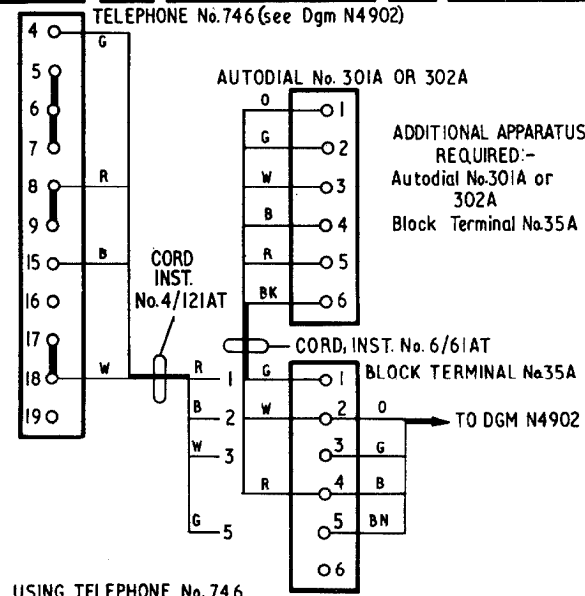 TELEPHONE No.746 (see Dgm N4902)
4 G
5
6
7
8 R
9
15 B
16
17
18 W
19
AUTODIAL No. 301A OR 302A
O 1
G 2
W 3
B 4
R 5
BK 6
ADDITIONAL APPARATUS
REQUIRED:-
Autodial No.301A or
302A
Block Terminal No.35A
CORD
INST.
No.4/121AT
CORD, INST. No. 6/61AT
R 1
B 2
W 3
G 5
BLOCK TERMINAL No.35A
G 1
W 2 O
3 G
R 4 B
5 BN
6
TO DGM N4902
USING TELEPHONE No. 746